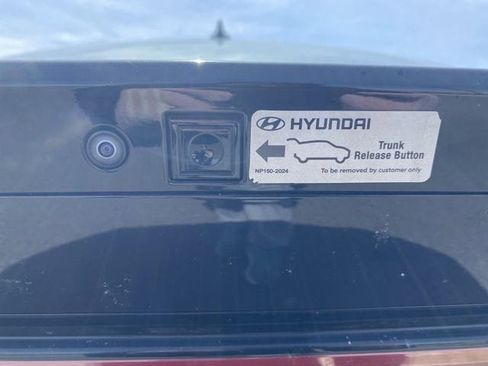 HYUNDAI
Trunk
Release Button
NP150-2024 To be removed by customer only